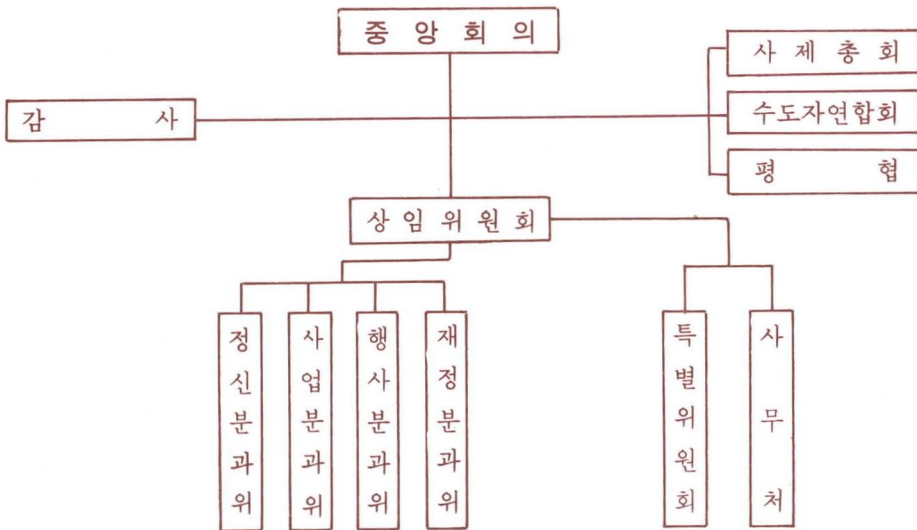 중앙회의
사제총회
감사
수도자연합회
평협
상임위원회
정신분과위
사업분과위
행사분과위
재정분과위
특별위원회
사무처